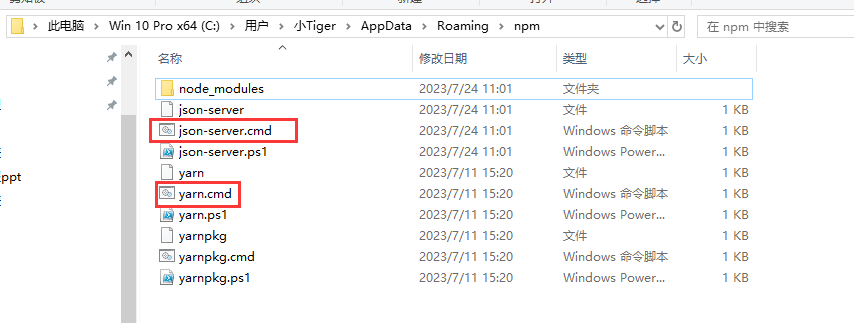 此电脑 > Win 10 Pro x64 (C:) > 用户 > 小Tiger > AppData > Roaming > npm 在 npm 中搜索
名称 修改日期 类型 大小
node_modules 2023/7/24 11:01 文件夹
json-server 2023/7/24 11:01 文件 1 KB
json-server.cmd 2023/7/24 11:01 Windows 命令脚本 1 KB
json-server.ps1 2023/7/24 11:01 Windows Power... 1 KB
yarn 2023/7/11 15:20 文件 1 KB
ppt
yarn.cmd 2023/7/11 15:20 Windows 命令脚本 1 KB
yarn.ps1 2023/7/11 15:20 Windows Power... 1 KB
yarnpkg 2023/7/11 15:20 文件 1 KB
yarnpkg.cmd 2023/7/11 15:20 Windows 命令脚本 1 KB
yarnpkg.ps1 2023/7/11 15:20 Windows Power... 1 KB